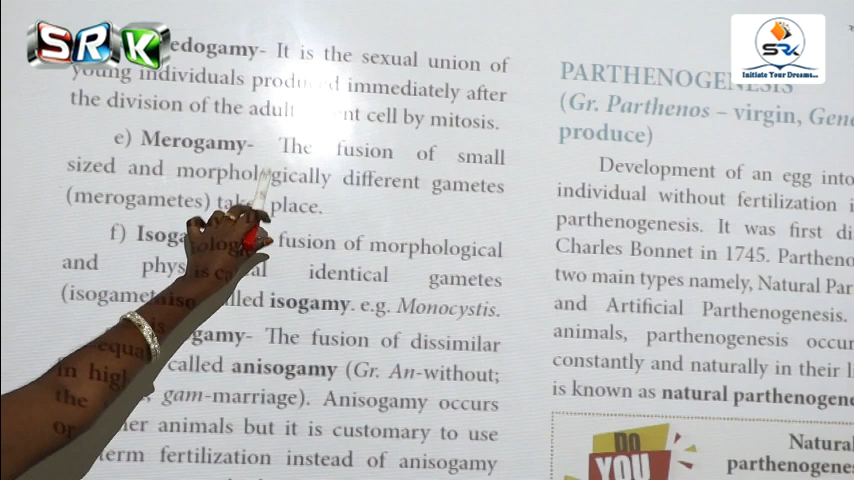 SRK
edogamy- It is the sexual union of
young individuals produ d immediately after
the division of the adult nt cell by mitosis.
e) Merogamy- The fusion of small
sized and morphologically different gametes
(merogametes) take place.
f) Isoga fusion of morphological
and phys identical gametes
lled isogamy. e.g. Monocystis.
gamy- The fusion of dissimilar
called anisogamy (Gr. An-without;
gam-marriage). Anisogamy occurs
animals but it is customary to use
term fertilization instead of anisogamy
SRK
Initiate Your Dreams...
PARTHENOGENESIS
(Gr. Parthenos – virgin, Gene
produce)
Development of an egg into
individual without fertilization i
parthenogenesis. It was first di
Charles Bonnet in 1745. Partheno
two main types namely, Natural Par
and Artificial Parthenogenesis.
animals, parthenogenesis occur
constantly and naturally in their li
is known as natural parthenogene
DO
YOU
Natural
parthenogenes